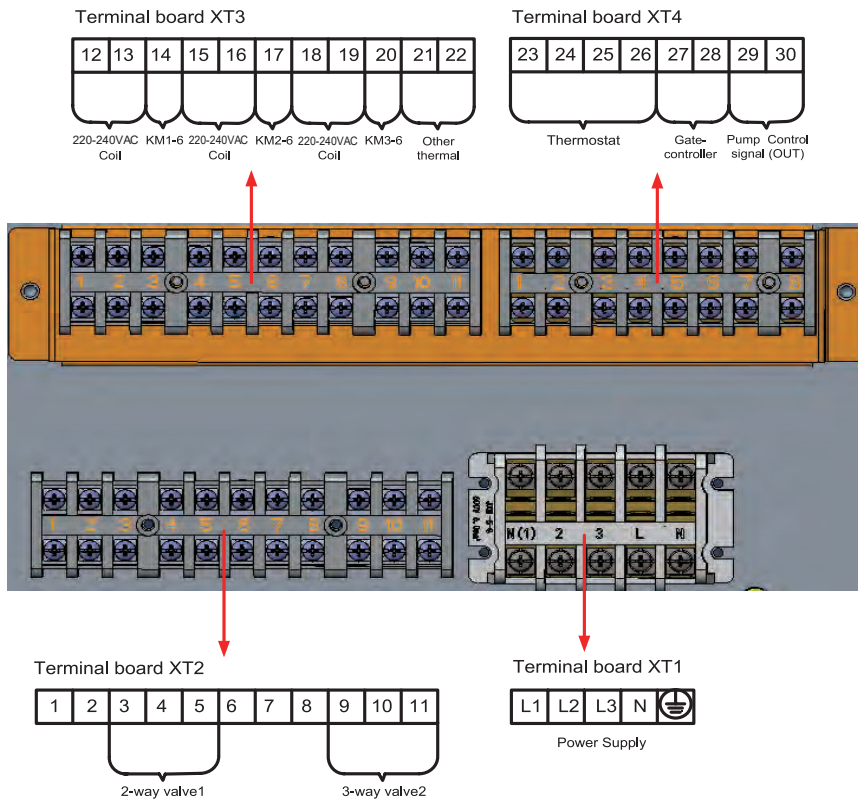 Terminal board XT3
Terminal board XT4
12 13 14 15 16 17 18 19 20 21 22
23 24 25 26 27 28 29 30
220-240VAC Coil
KM1-6
220-240VAC Coil
KM2-6
220-240VAC Coil
KM3-6
Other thermal
Thermostat
Gate-controller
Pump signal
Control (OUT)
1 2 3 4 5 6 7 8 9 10 11
1 2 3 4 5 6 7 8
1 2 3 4 5 6 7 8 9 10 11
N(1) 2 3 L N
Terminal board XT2
Terminal board XT1
1 2 3 4 5 6 7 8 9 10 11
L1 L2 L3 N
Power Supply
2-way valve1
3-way valve2